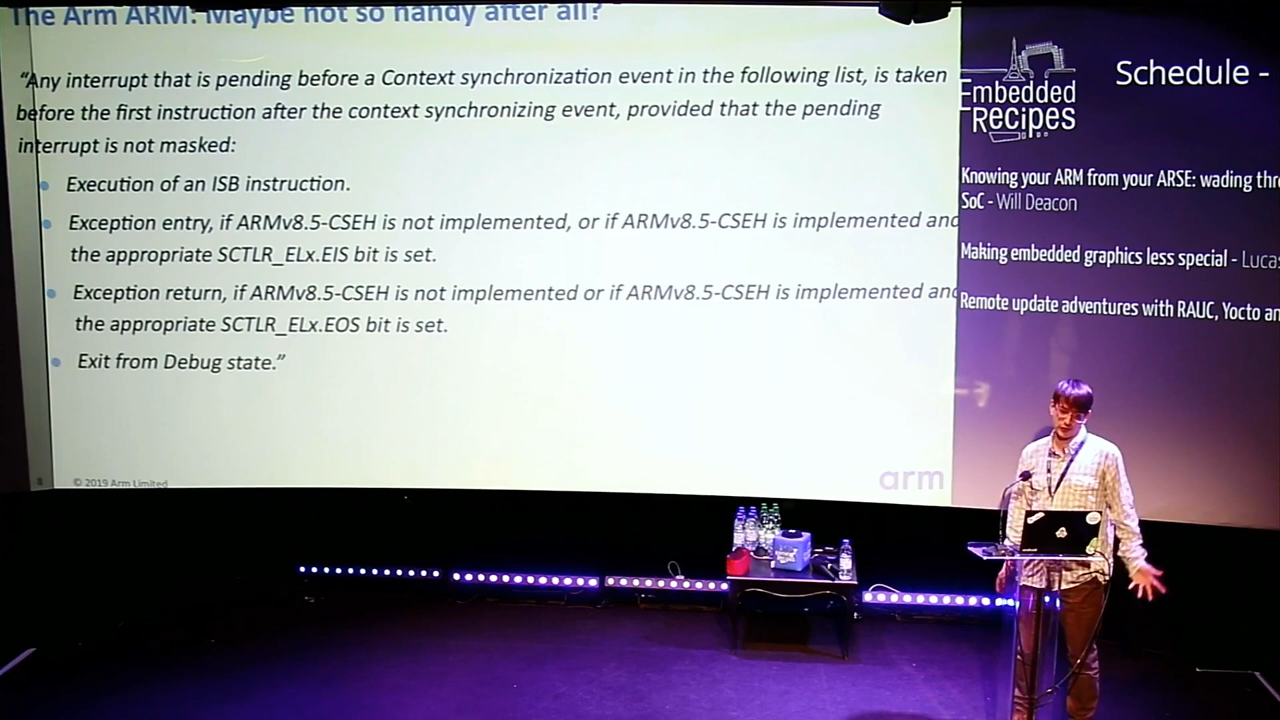 The Arm ARM: Maybe not so handy after all?
“Any interrupt that is pending before a Context synchronization event in the following list, is taken
before the first instruction after the context synchronizing event, provided that the pending
interrupt is not masked:
Execution of an ISB instruction.
Exception entry, if ARMv8.5-CSEH is not implemented, or if ARMv8.5-CSEH is implemented and
the appropriate SCTLR_ELx.EIS bit is set.
Exception return, if ARMv8.5-CSEH is not implemented or if ARMv8.5-CSEH is implemented and
the appropriate SCTLR_ELx.EOS bit is set.
Exit from Debug state.”
8
© 2019 Arm Limited
arm
Embedded
Recipes
Schedule -
Knowing your ARM from your ARSE: wading thr
SoC - Will Deacon
Making embedded graphics less special - Lucas
Remote update adventures with RAUC, Yocto an